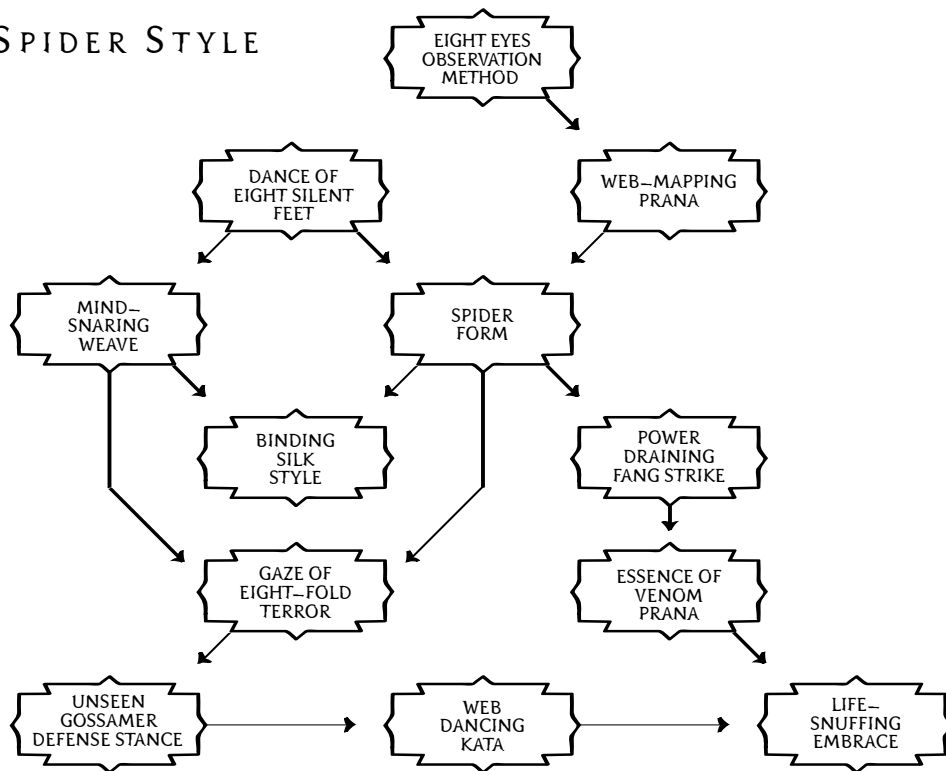 SPIDER STYLE
EIGHT EYES
OBSERVATION
METHOD
DANCE OF
EIGHT SILENT
FEET
WEB–MAPPING
PRANA
MIND–
SNARING
WEAVE
SPIDER
FORM
BINDING
SILK
STYLE
POWER
DRAINING
FANG STRIKE
GAZE OF
EIGHT–FOLD
TERROR
ESSENCE OF
VENOM
PRANA
UNSEEN
GOSSAMER
DEFENSE STANCE
WEB
DANCING
KATA
LIFE–
SNUFFING
EMBRACE